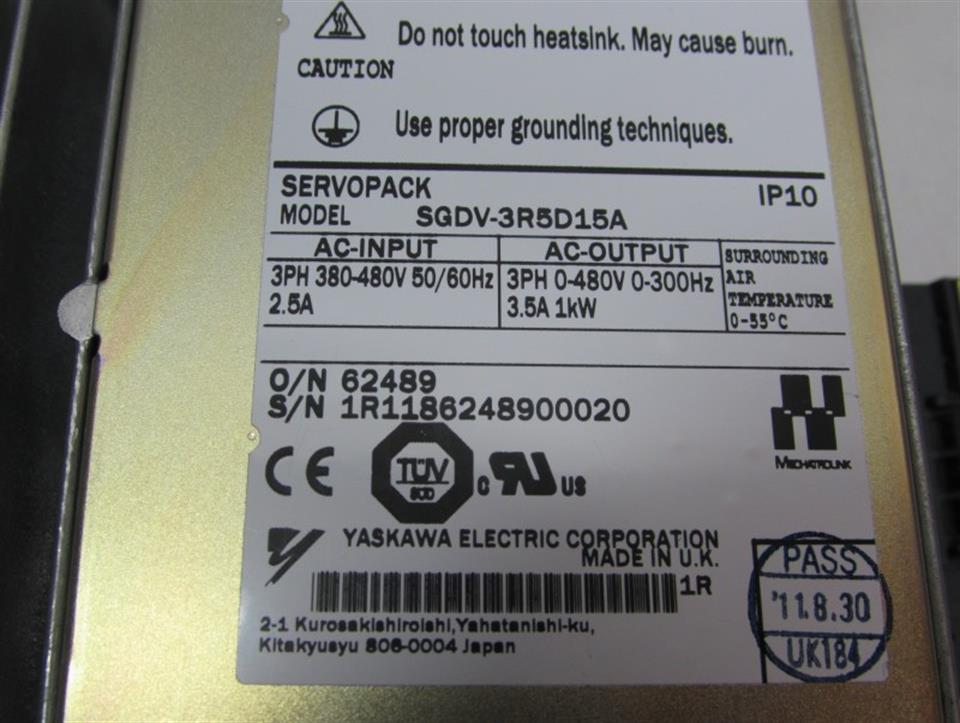 Do not touch heatsink. May cause burn.
CAUTION
Use proper grounding techniques.
SERVOPACK IP10
MODEL SGDV-3R5D15A
AC-INPUT AC-OUTPUT
3PH 380-480V 50/60Hz 3PH 0-480V 0-300Hz
2.5A 3.5A 1kW
SURROUNDING
AIR
TEMPERATURE
0-55°C
O/N 62489
S/N 1R1186248900020
MECHATROLINK
CE TÜV C RU US
YASKAWA ELECTRIC CORPORATION
MADE IN U.K.
1R
2-1 Kurosakishiroishi,Yahatanishi-ku,
Kitakyusyu 806-0004 Japan
PASS
'11.8.30
UK184